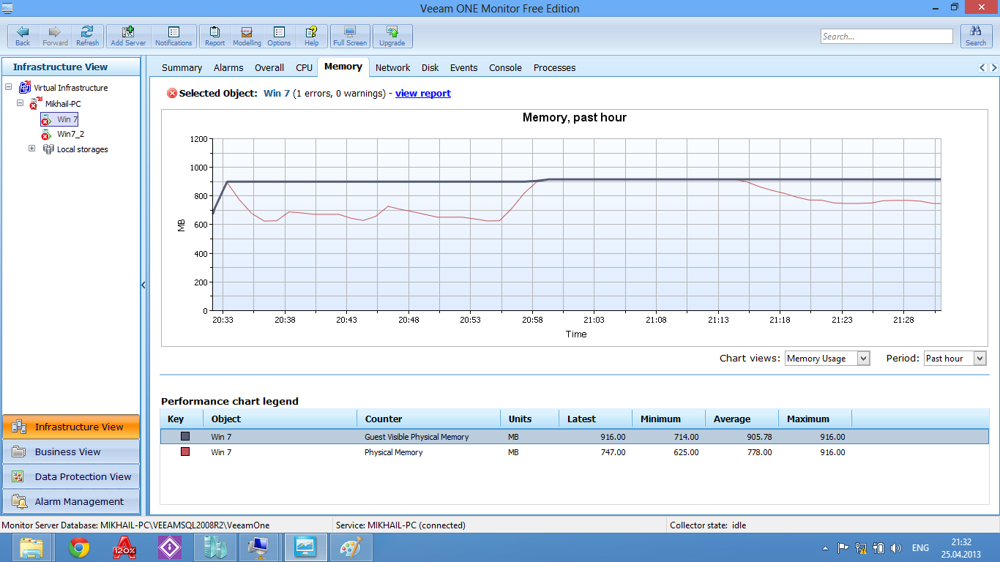 Veeam ONE Monitor Free Edition
Back Forward Refresh Add Server Notifications Report Modelling Options Help Full Screen Upgrade Search... Search
Infrastructure View
Virtual Infrastructure
Mikhail-PC
Win 7
Win7_2
Local storages
Summary Alarms Overall CPU Memory Network Disk Events Console Processes
Selected Object: Win 7 (1 errors, 0 warnings) - view report
Memory, past hour
1200
1000
800
600
400
200
0
MB
20:33 20:38 20:43 20:48 20:53 20:58 21:03 21:08 21:13 21:18 21:23 21:28
Time
Chart views: Memory Usage Period: Past hour
Performance chart legend
Key Object Counter Units Latest Minimum Average Maximum
Win 7 Guest Visible Physical Memory MB 916.00 714.00 905.78 916.00
Win 7 Physical Memory MB 747.00 625.00 778.00 916.00
Infrastructure View
Business View
Data Protection View
Alarm Management
Monitor Server Database: MIKHAIL-PC\VEEAMSQL2008R2\VeeamOne Service: MIKHAIL-PC (connected) Collector state: idle
120%
ENG
21:32
25.04.2013